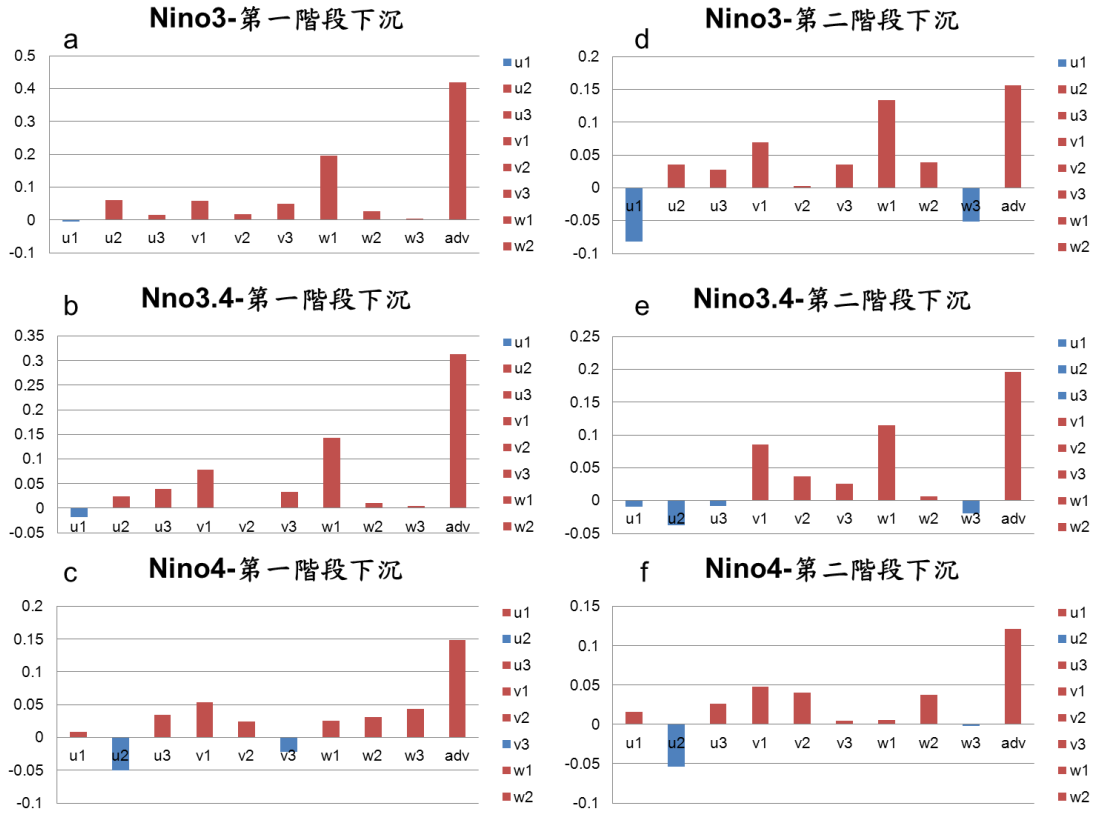 a
Nino3-第一階段下沉
0.5
0.4
0.3
0.2
0.1
0
-0.1
u1 u2 u3 v1 v2 v3 w1 w2 w3 adv
u1
u2
u3
v1
v2
v3
w1
w2
d
Nino3-第二階段下沉
0.2
0.15
0.1
0.05
0
-0.05
-0.1
u1 u2 u3 v1 v2 v3 w1 w2 w3 adv
u1
u2
u3
v1
v2
v3
w1
w2
b
Nno3.4-第一階段下沉
0.35
0.3
0.25
0.2
0.15
0.1
0.05
0
-0.05
u1 u2 u3 v1 v2 v3 w1 w2 w3 adv
u1
u2
u3
v1
v2
v3
w1
w2
e
Nino3.4-第二階段下沉
0.25
0.2
0.15
0.1
0.05
0
-0.05
u1 u2 u3 v1 v2 v3 w1 w2 w3 adv
u1
u2
u3
v1
v2
v3
w1
w2
c
Nino4-第一階段下沉
0.2
0.15
0.1
0.05
0
-0.05
-0.1
u1 u2 u3 v1 v2 v3 w1 w2 w3 adv
u1
u2
u3
v1
v2
v3
w1
w2
f
Nino4-第二階段下沉
0.15
0.1
0.05
0
-0.05
-0.1
u1 u2 u3 v1 v2 v3 w1 w2 w3 adv
u1
u2
u3
v1
v2
v3
w1
w2